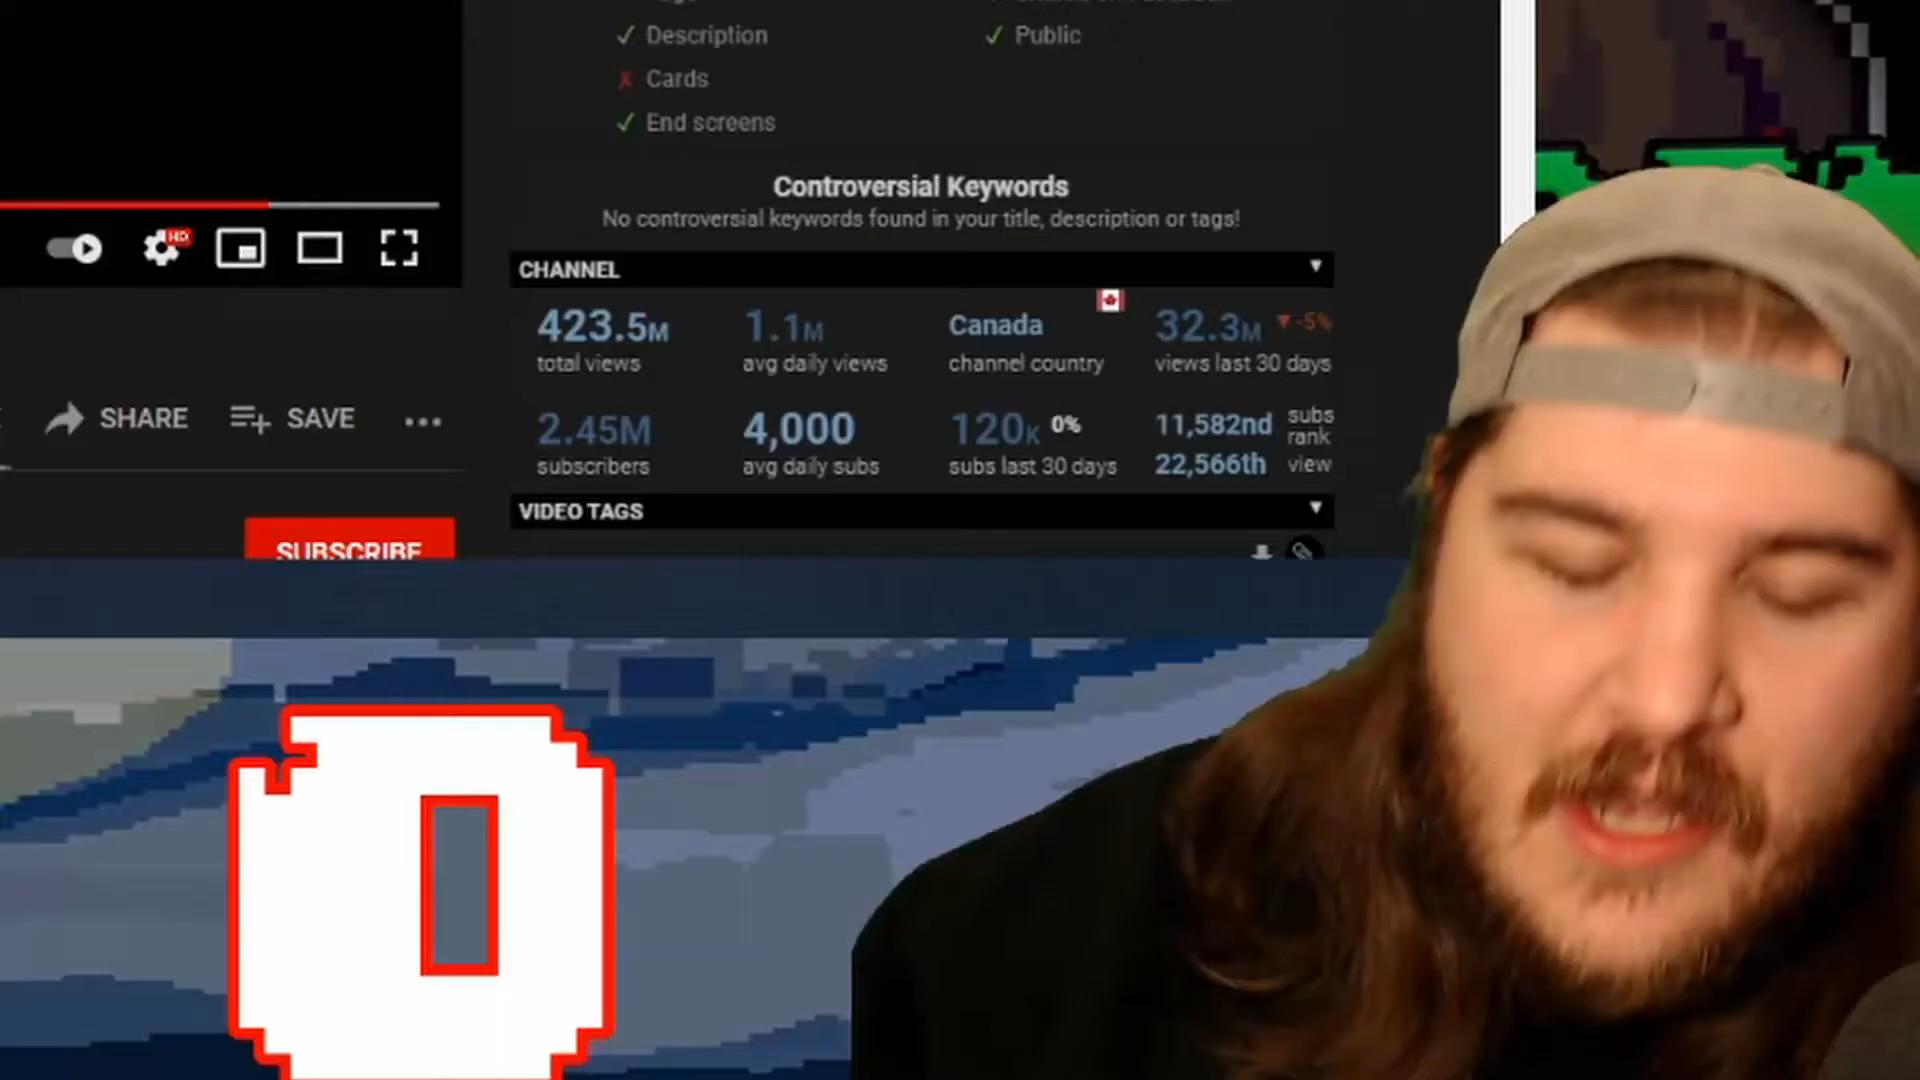 Description
Public
Cards
End screens
Controversial Keywords
No controversial keywords found in your title, description or tags!
HD
CHANNEL
423.5M
total views
1.1M
avg daily views
Canada
channel country
32.3M ▼-5%
views last 30 days
SHARE
SAVE
2.45M
subscribers
4,000
avg daily subs
120K 0%
subs last 30 days
11,582nd subs rank
22,566th view
VIDEO TAGS
SUBSCRIBE
0